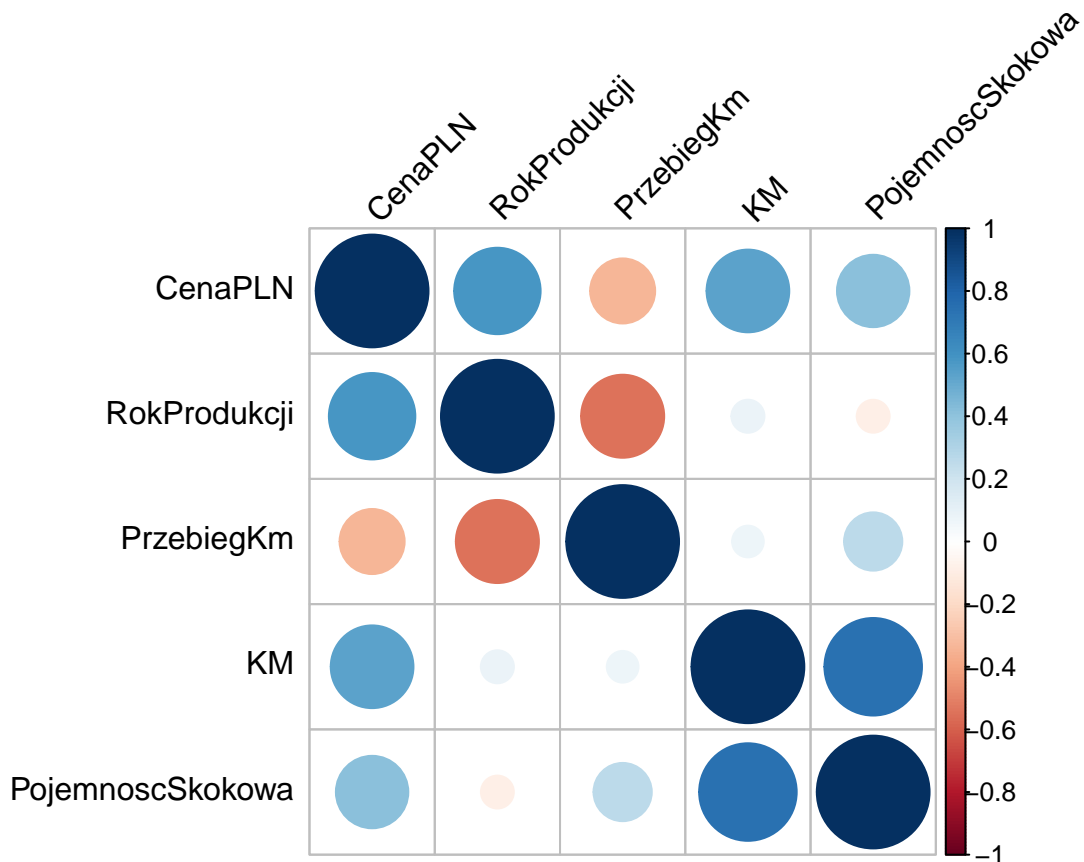 CenaPLN
RokProdukcji
PrzebiegKm
KM
PojemnoscSkokowa
CenaPLN
RokProdukcji
PrzebiegKm
KM
PojemnoscSkokowa
1
0.8
0.6
0.4
0.2
0
−0.2
−0.4
−0.6
−0.8
−1